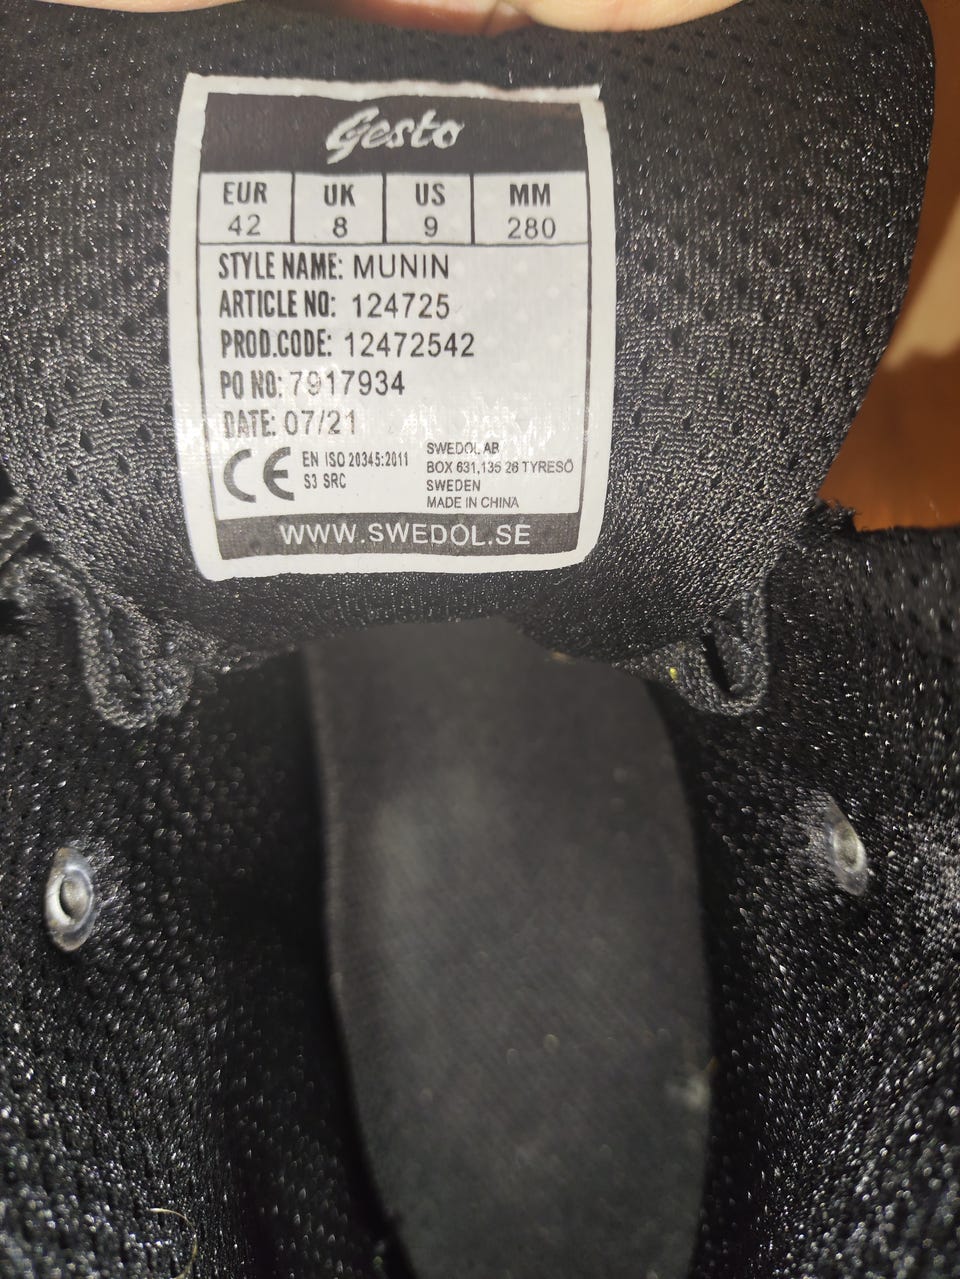 Gesto
EUR UK US MM
42 8 9 280
STYLE NAME: MUNIN
ARTICLE NO: 124725
PROD.CODE: 12472542
PO NO: 7917934
DATE: 07/21
CE EN ISO 20345:2011
S3 SRC
SWEDOL AB
BOX 631,135 26 TYRESÖ
SWEDEN
MADE IN CHINA
WWW.SWEDOL.SE